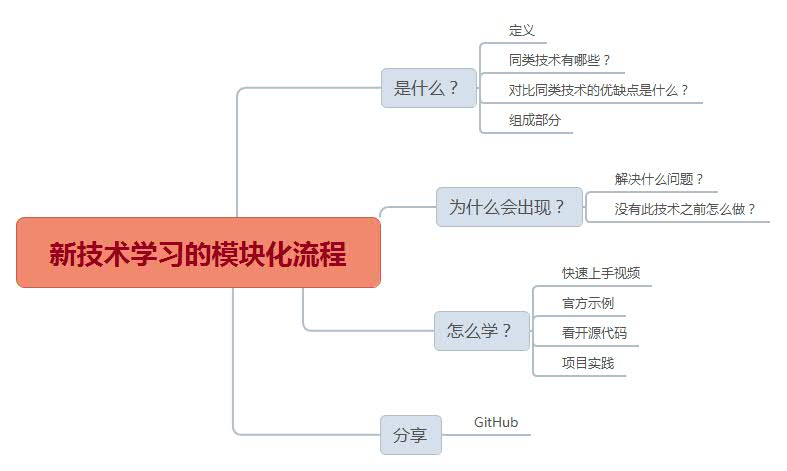 新技术学习的模块化流程
是什么？
定义
同类技术有哪些？
对比同类技术的优缺点是什么？
组成部分
为什么会出现？
解决什么问题？
没有此技术之前怎么做？
怎么学？
快速上手视频
官方示例
看开源代码
项目实践
分享
GitHub